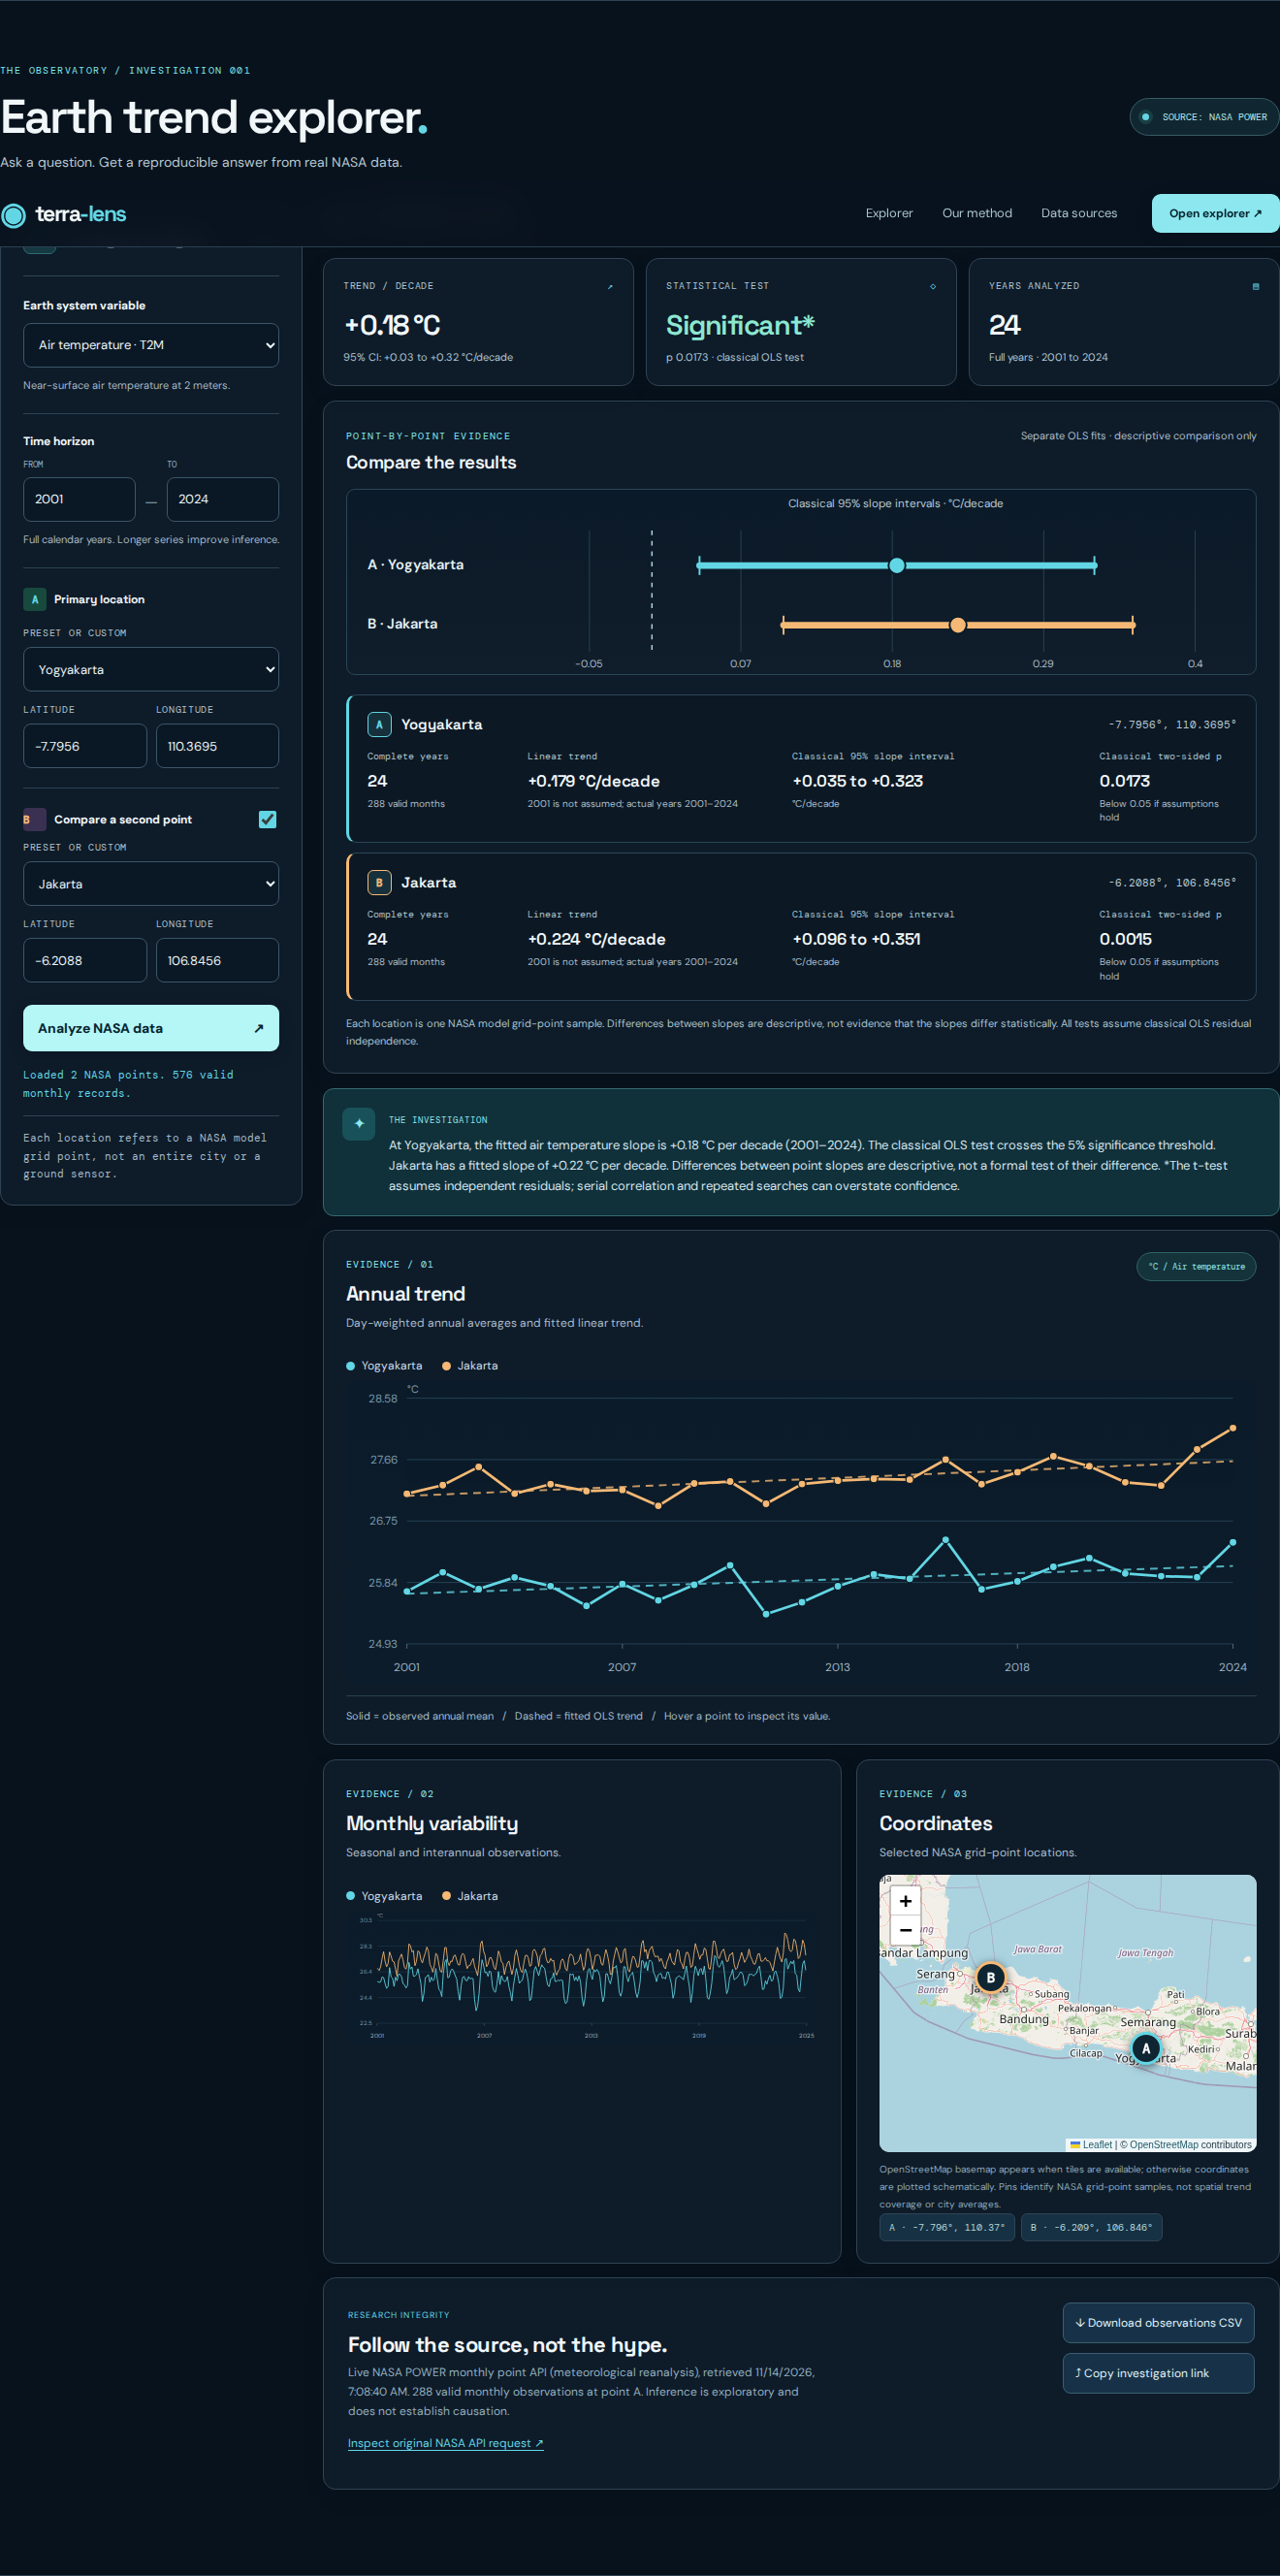 THE OBSERVATORY / INVESTIGATION 001
Earth trend explorer.
Ask a question. Get a reproducible answer from real NASA data.
SOURCE: NASA POWER
terra-lens
Explorer
Our method
Data sources
Open explorer ↗
Earth system variable
Air temperature · T2M
Near-surface air temperature at 2 meters.
Time horizon
FROM
TO
2001
—
2024
Full calendar years. Longer series improve inference.
A
Primary location
PRESET OR CUSTOM
Yogyakarta
LATITUDE
LONGITUDE
-7.7956
110.3695
B
Compare a second point
PRESET OR CUSTOM
Jakarta
LATITUDE
LONGITUDE
-6.2088
106.8456
Analyze NASA data ↗
Loaded 2 NASA points. 576 valid
monthly records.
Each location refers to a NASA model
grid point, not an entire city or a
ground sensor.
TREND / DECADE ↗
+0.18 °C
95% CI: +0.03 to +0.32 °C/decade
STATISTICAL TEST ◇
Significant*
p 0.0173 · classical OLS test
YEARS ANALYZED
24
Full years · 2001 to 2024
POINT-BY-POINT EVIDENCE
Compare the results
Separate OLS fits · descriptive comparison only
Classical 95% slope intervals · °C/decade
A · Yogyakarta
B · Jakarta
-0.05
0.07
0.18
0.29
0.4
A
Yogyakarta
-7.7956°, 110.3695°
Complete years
24
288 valid months
Linear trend
+0.179 °C/decade
2001 is not assumed; actual years 2001–2024
Classical 95% slope interval
+0.035 to +0.323
°C/decade
Classical two-sided p
0.0173
Below 0.05 if assumptions
hold
B
Jakarta
-6.2088°, 106.8456°
Complete years
24
288 valid months
Linear trend
+0.224 °C/decade
2001 is not assumed; actual years 2001–2024
Classical 95% slope interval
+0.096 to +0.351
°C/decade
Classical two-sided p
0.0015
Below 0.05 if assumptions
hold
Each location is one NASA model grid-point sample. Differences between slopes are descriptive, not evidence that the slopes differ statistically. All tests assume classical OLS residual
independence.
THE INVESTIGATION
At Yogyakarta, the fitted air temperature slope is +0.18 °C per decade (2001–2024). The classical OLS test crosses the 5% significance threshold.
Jakarta has a fitted slope of +0.22 °C per decade. Differences between point slopes are descriptive, not a formal test of their difference. *The t-test
assumes independent residuals; serial correlation and repeated searches can overstate confidence.
EVIDENCE / 01
Annual trend
Day-weighted annual averages and fitted linear trend.
°C / Air temperature
Yogyakarta
Jakarta
°C
28.58
27.66
26.75
25.84
24.93
2001
2007
2013
2018
2024
Solid = observed annual mean / Dashed = fitted OLS trend / Hover a point to inspect its value.
EVIDENCE / 02
Monthly variability
Seasonal and interannual observations.
Yogyakarta
Jakarta
°C
30.3
28.3
26.4
24.4
22.5
2001
2007
2013
2019
2025
EVIDENCE / 03
Coordinates
Selected NASA grid-point locations.
+
−
Jawa Barat
Jawa Tengah
andar Lampung
Serang
Banten
B
Subang
Pekalongan
Pati
Blora
Bandung
Semarang
Surab
Banjar
A
Cilacap
Kediri
Malar
Leaflet | © OpenStreetMap contributors
OpenStreetMap basemap appears when tiles are available; otherwise coordinates
are plotted schematically. Pins identify NASA grid-point samples, not spatial trend
coverage or city averages.
A · -7.796°, 110.37°
B · -6.209°, 106.846°
RESEARCH INTEGRITY
Follow the source, not the hype.
Live NASA POWER monthly point API (meteorological reanalysis), retrieved 11/14/2026,
7:08:40 AM. 288 valid monthly observations at point A. Inference is exploratory and
does not establish causation.
Inspect original NASA API request ↗
↓ Download observations CSV
⤴ Copy investigation link